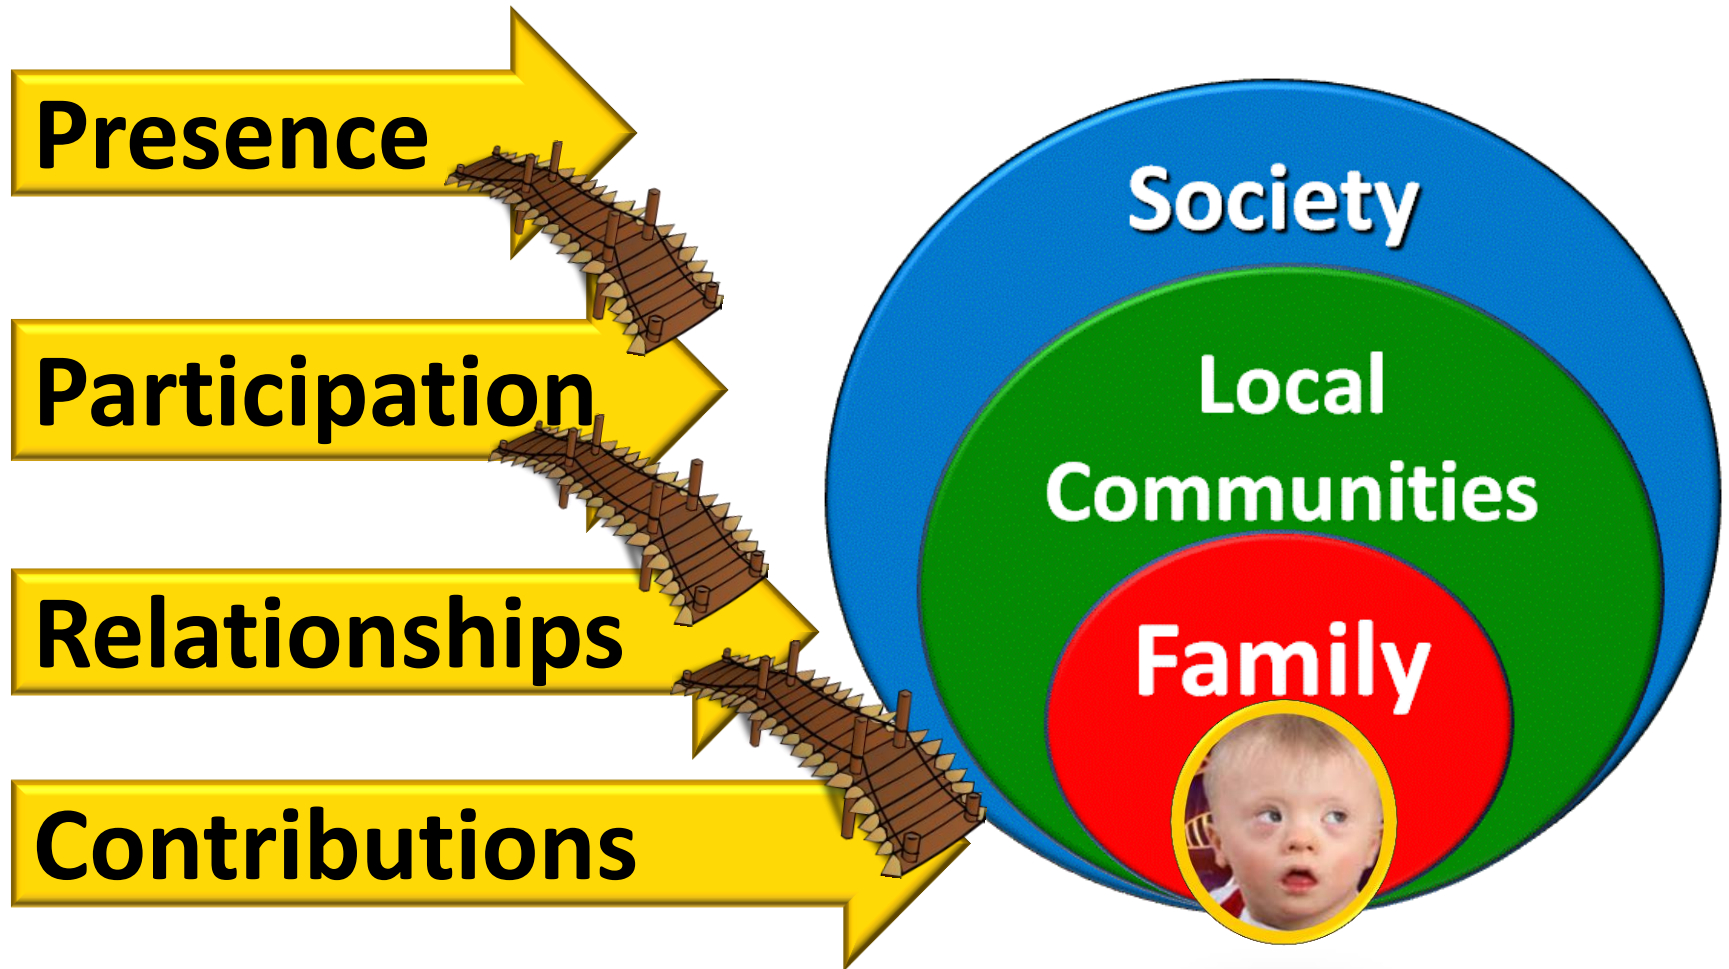 Presence
Participation
Relationships
Contributions
Society
Local
Communities
Family